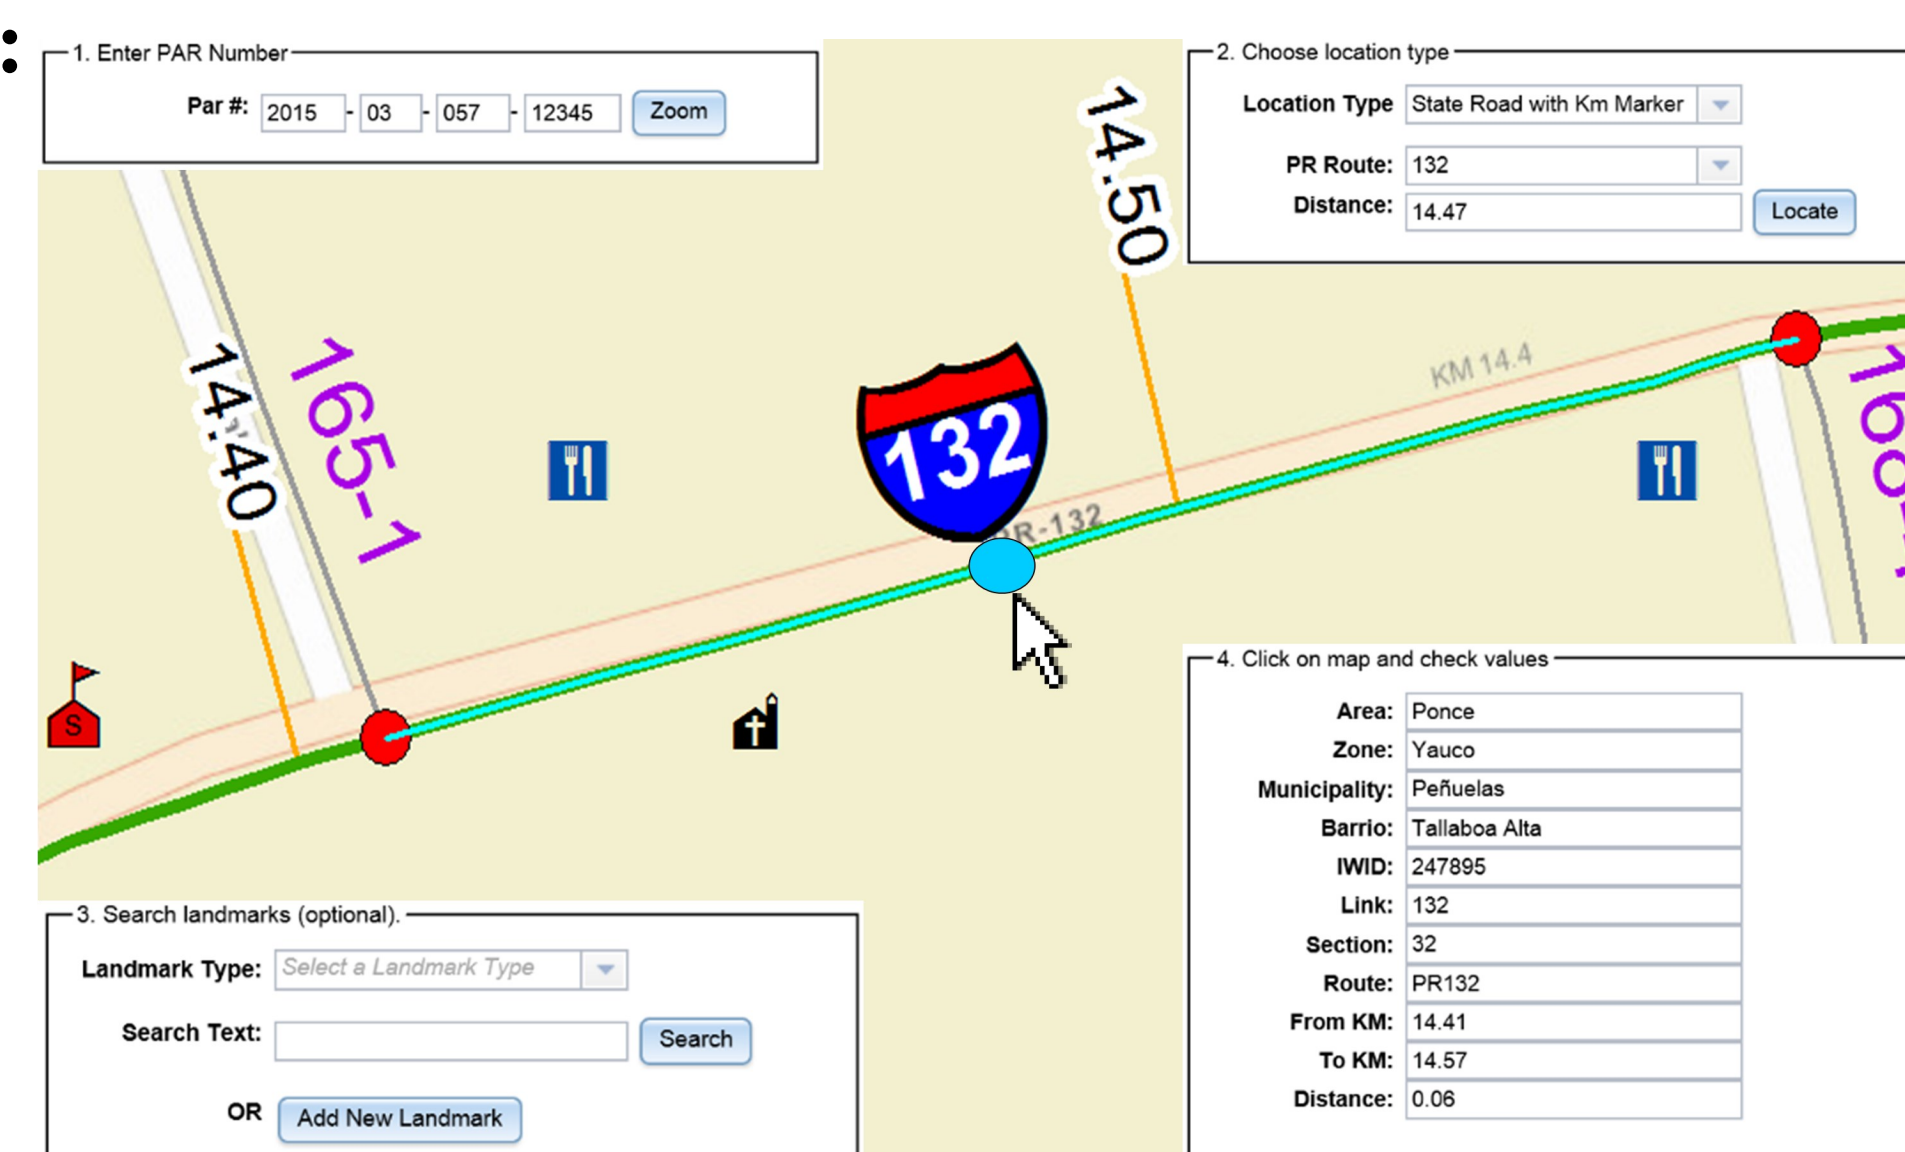 :
1. Enter PAR Number
Par #: 2015 - 03 - 057 - 12345 Zoom
2. Choose location type
Location Type State Road with Km Marker
PR Route: 132
Distance: 14.47 Locate
14.50
14.40
165-1
132
PR-132
KM 14.4
S
3. Search landmarks (optional).
Landmark Type: Select a Landmark Type
Search Text: Search
OR Add New Landmark
4. Click on map and check values
Area: Ponce
Zone: Yauco
Municipality: Peñuelas
Barrio: Tallaboa Alta
IWID: 247895
Link: 132
Section: 32
Route: PR132
From KM: 14.41
To KM: 14.57
Distance: 0.06